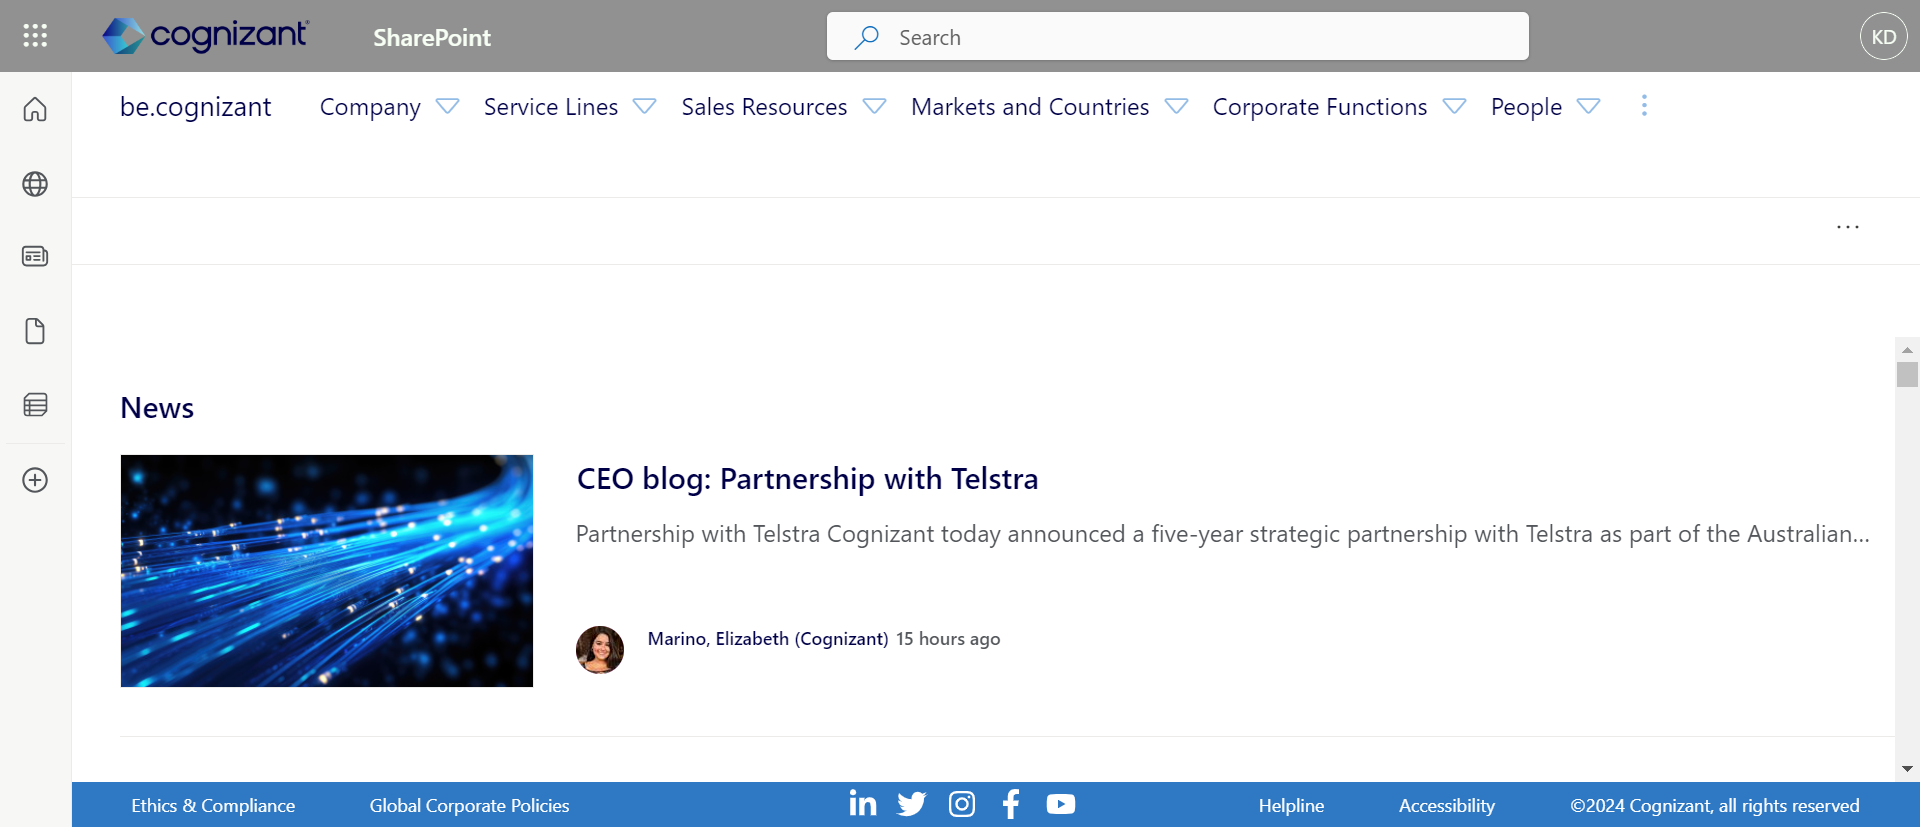 cognizant
SharePoint
Search
KD
be.cognizant
Company
Service Lines
Sales Resources
Markets and Countries
Corporate Functions
People
News
CEO blog: Partnership with Telstra
Partnership with Telstra Cognizant today announced a five-year strategic partnership with Telstra as part of the Australian...
Marino, Elizabeth (Cognizant) 15 hours ago
Ethics & Compliance
Global Corporate Policies
Helpline
Accessibility
©2024 Cognizant, all rights reserved